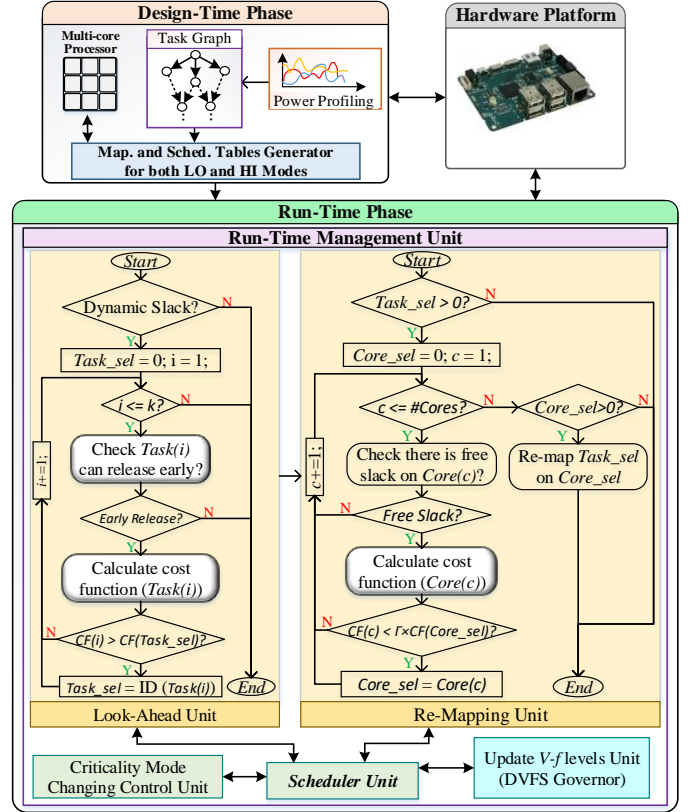 Design-Time Phase
Multi-core
Processor
Task Graph
Power Profiling
Map. and Sched. Tables Generator
for both LO and HI Modes
Hardware Platform
Run-Time Phase
Run-Time Management Unit
Start
Dynamic Slack?
N
Y
Task_sel = 0; i = 1;
i <= k?
N
Y
i+=1;
Check Task(i)
can release early?
Early Release?
N
Y
Calculate cost
function (Task(i))
CF(i) > CF(Task_sel)?
N
Y
Task_sel = ID (Task(i))
End
Look-Ahead Unit
Start
Task_sel > 0?
N
Y
Core_sel = 0; c = 1;
c <= #Cores?
N
Y
Core_sel>0?
N
Y
Re-map Task_sel
on Core_sel
c+=1;
Check there is free
slack on Core(c)?
Free Slack?
N
Y
Calculate cost
function (Core(c))
CF(c) < Γ×CF(Core_sel)?
N
Y
Core_sel = Core(c)
End
Re-Mapping Unit
Criticality Mode
Changing Control Unit
Scheduler Unit
Update V-f levels Unit
(DVFS Governor)